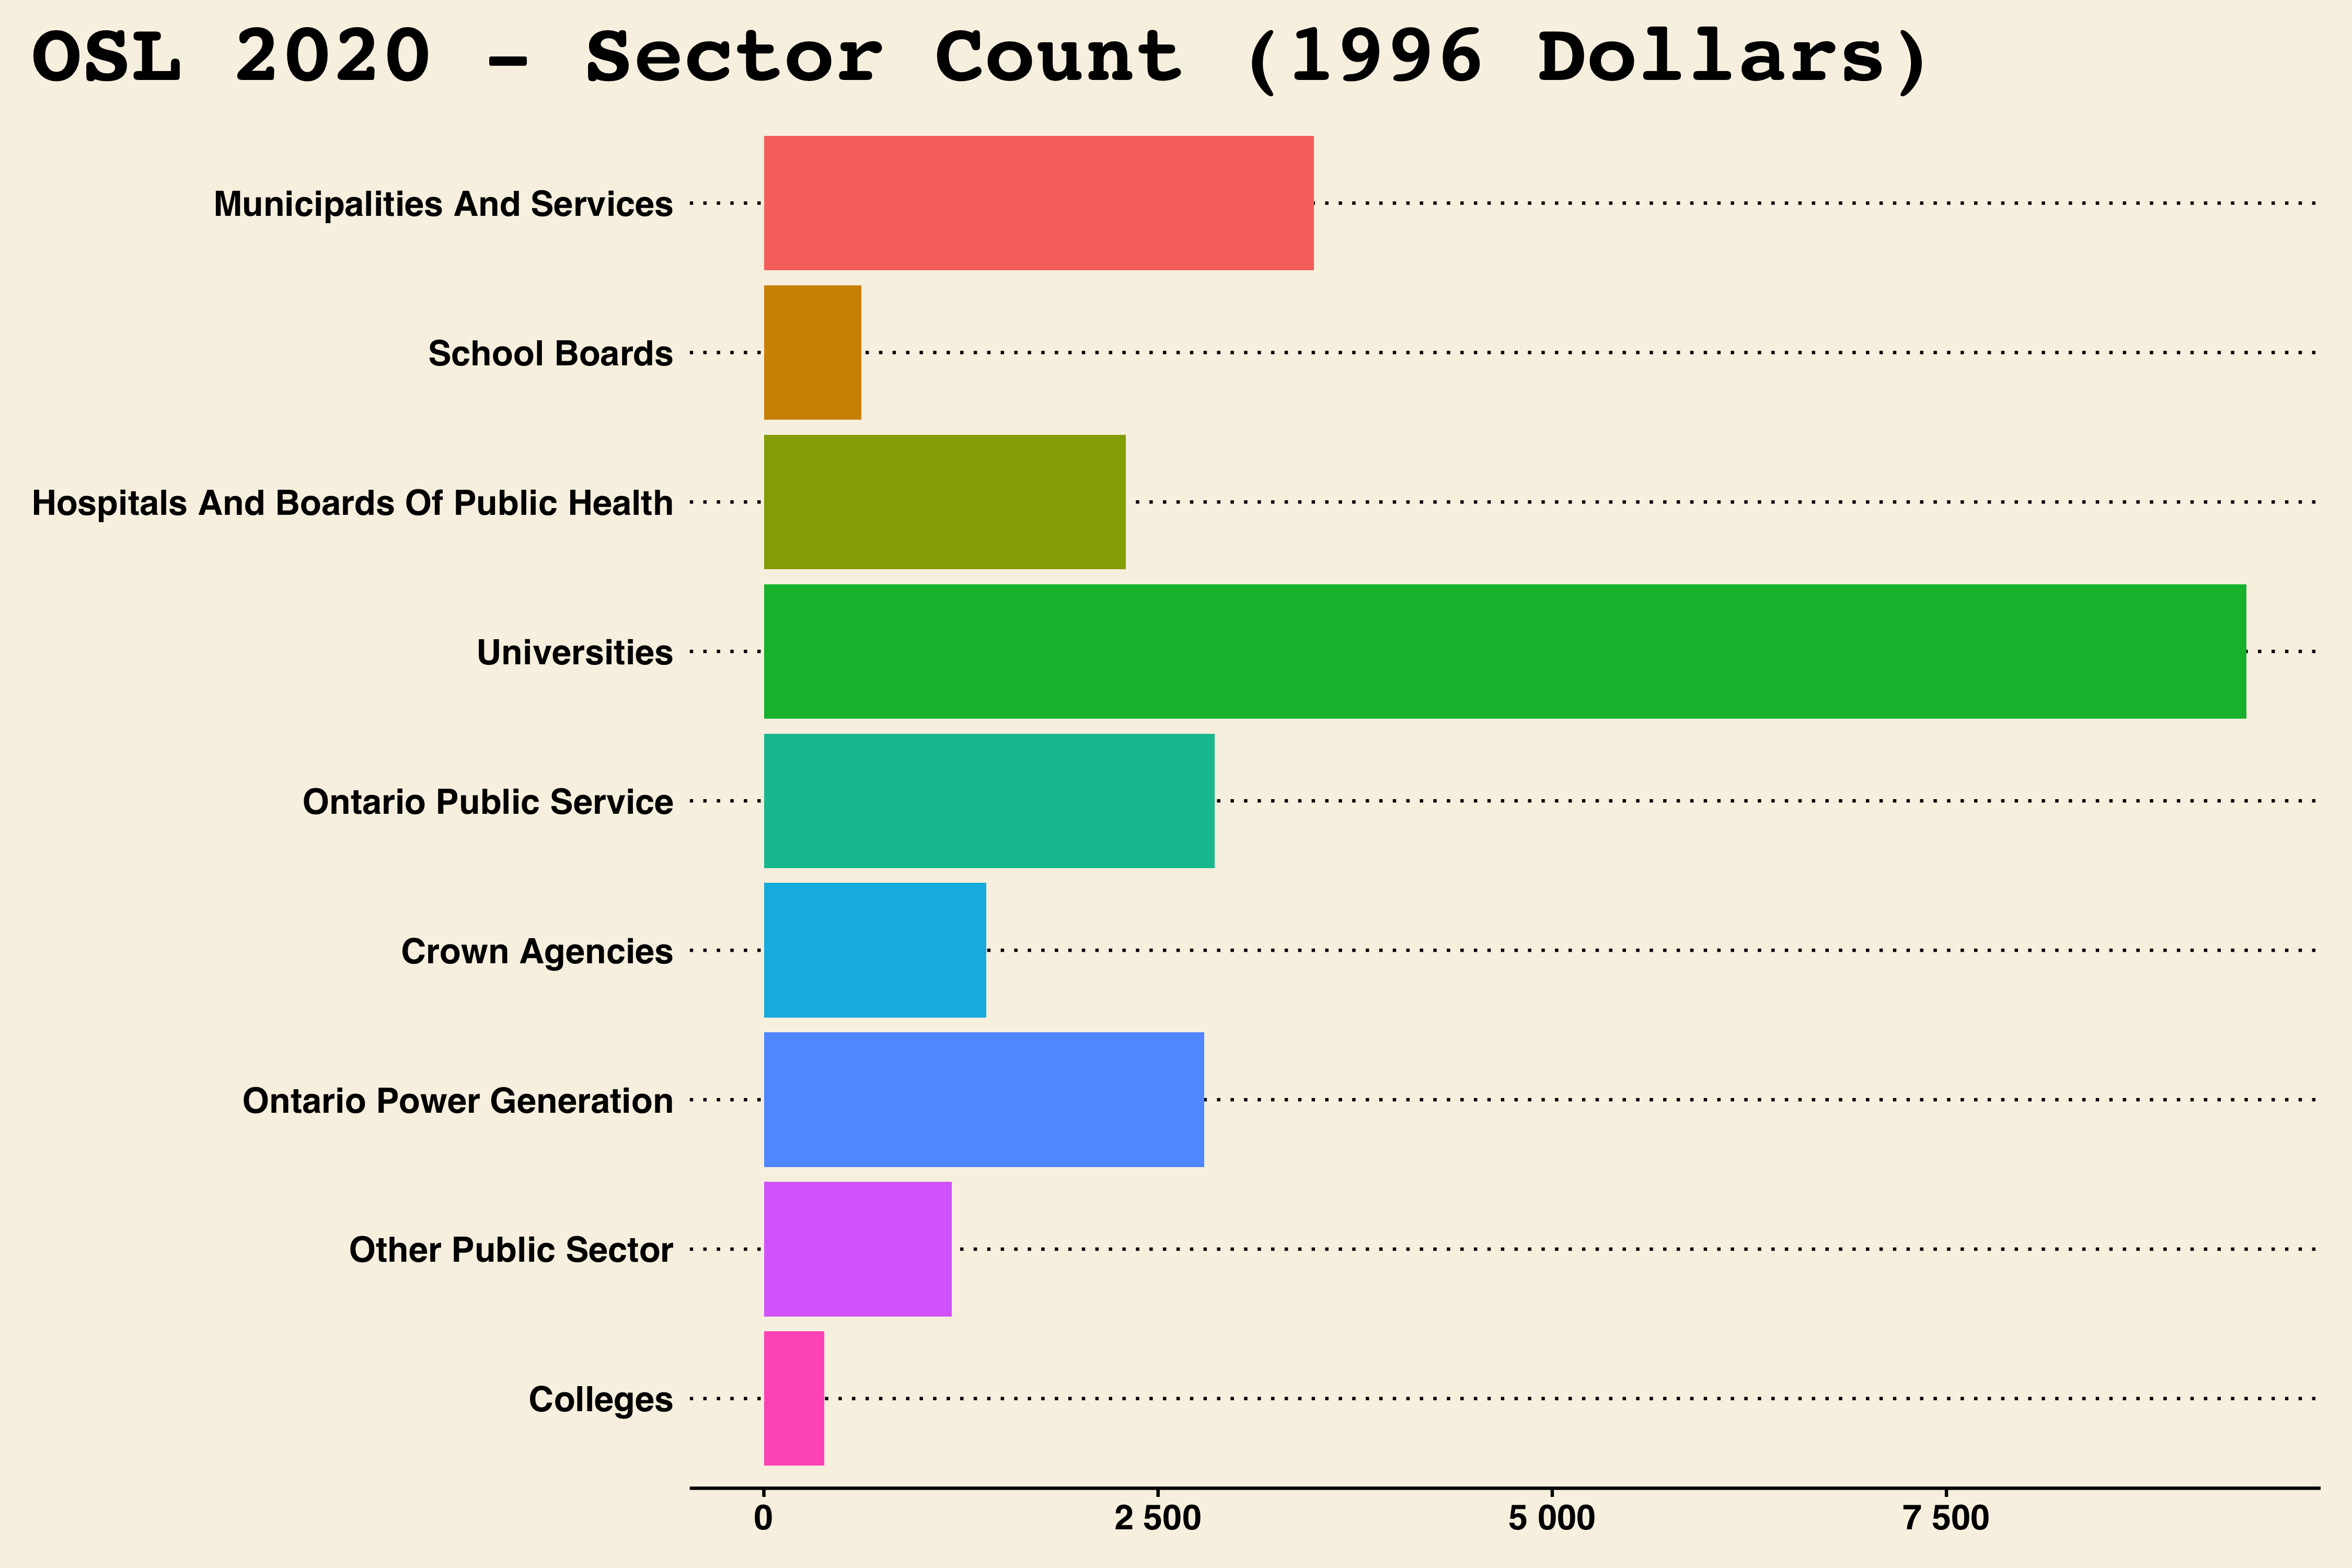 OSL 2020 – Sector Count (1996 Dollars)
Municipalities And Services
School Boards
Hospitals And Boards Of Public Health
Universities
Ontario Public Service
Crown Agencies
Ontario Power Generation
Other Public Sector
Colleges
0 2 500 5 000 7 500